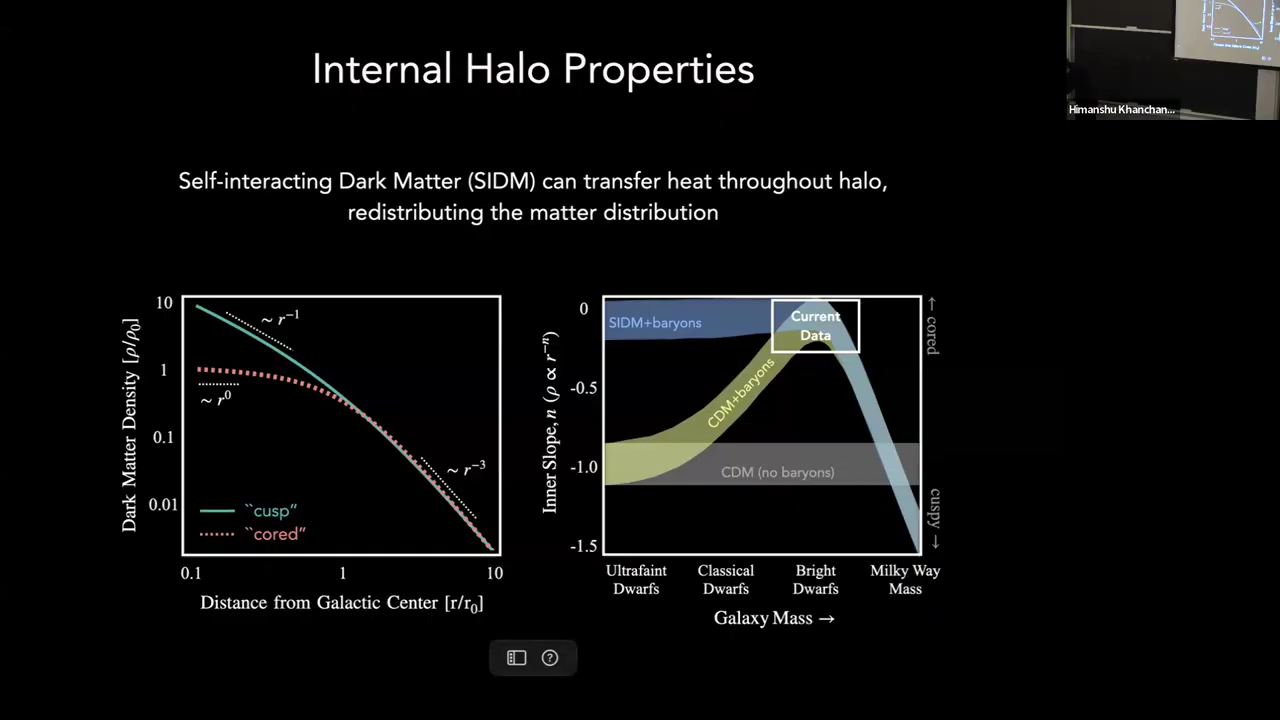 Internal Halo Properties
Himanshu Khanchan...
Self-interacting Dark Matter (SIDM) can transfer heat throughout halo,
redistributing the matter distribution
Dark Matter Density [ρ/ρ₀]
10
1
0.1
0.01
~ r⁻¹
~ r⁰
~ r⁻³
``cusp”
``cored”
0.1
1
10
Distance from Galactic Center [r/r₀]
Inner Slope, n (ρ ∝ r⁻ⁿ)
0
-0.5
-1.0
-1.5
SIDM+baryons
Current
Data
CDM+baryons
CDM (no baryons)
← cored
cuspy →
Ultrafaint
Dwarfs
Classical
Dwarfs
Bright
Dwarfs
Milky Way
Mass
Galaxy Mass →